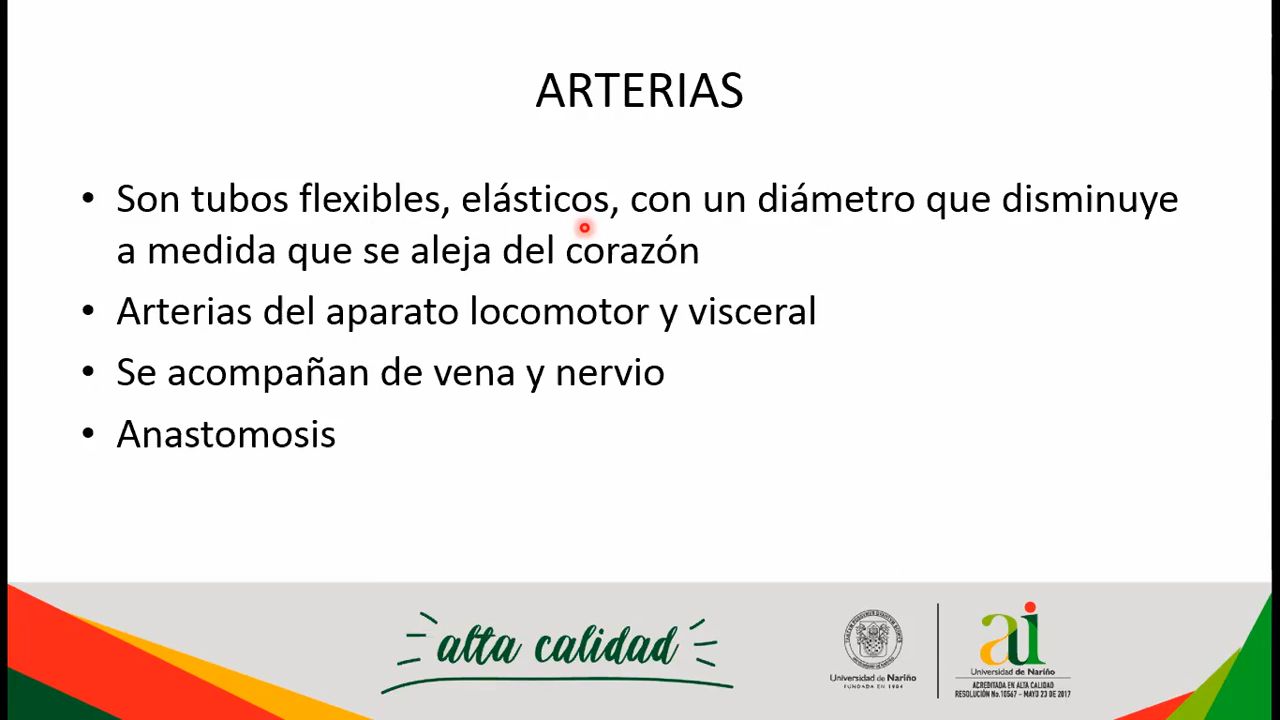 ARTERIAS
• Son tubos flexibles, elásticos, con un diámetro que disminuye
a medida que se aleja del corazón
• Arterias del aparato locomotor y visceral
• Se acompañan de vena y nervio
• Anastomosis
alta calidad
Universidad de Nariño
FUNDADA EN 1904
ai
Universidad de Nariño
ACREDITADA EN ALTA CALIDAD
RESOLUCIÓN No.10567 - MAYO 23 DE 2017